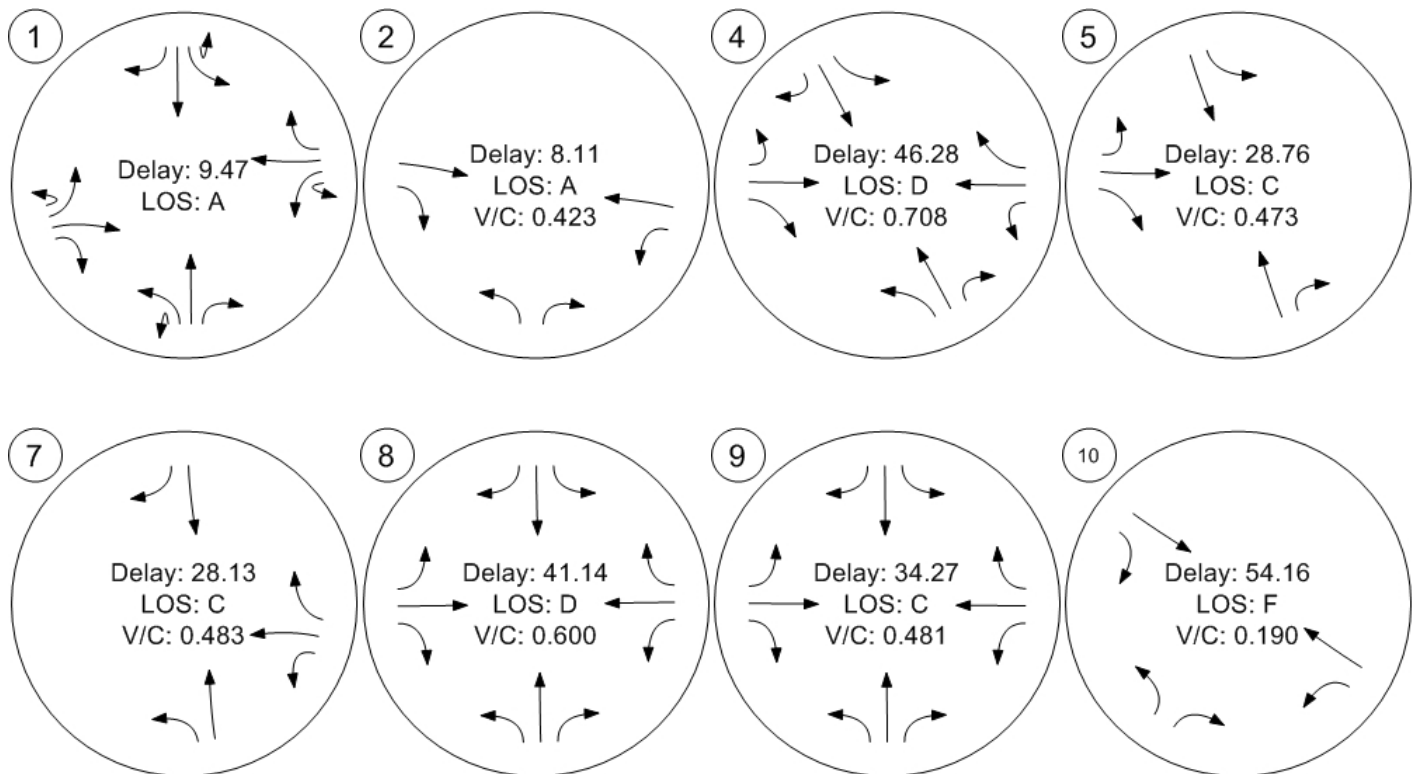 1
Delay: 9.47
LOS: A
2
Delay: 8.11
LOS: A
V/C: 0.423
4
Delay: 46.28
LOS: D
V/C: 0.708
5
Delay: 28.76
LOS: C
V/C: 0.473
7
Delay: 28.13
LOS: C
V/C: 0.483
8
Delay: 41.14
LOS: D
V/C: 0.600
9
Delay: 34.27
LOS: C
V/C: 0.481
10
Delay: 54.16
LOS: F
V/C: 0.190